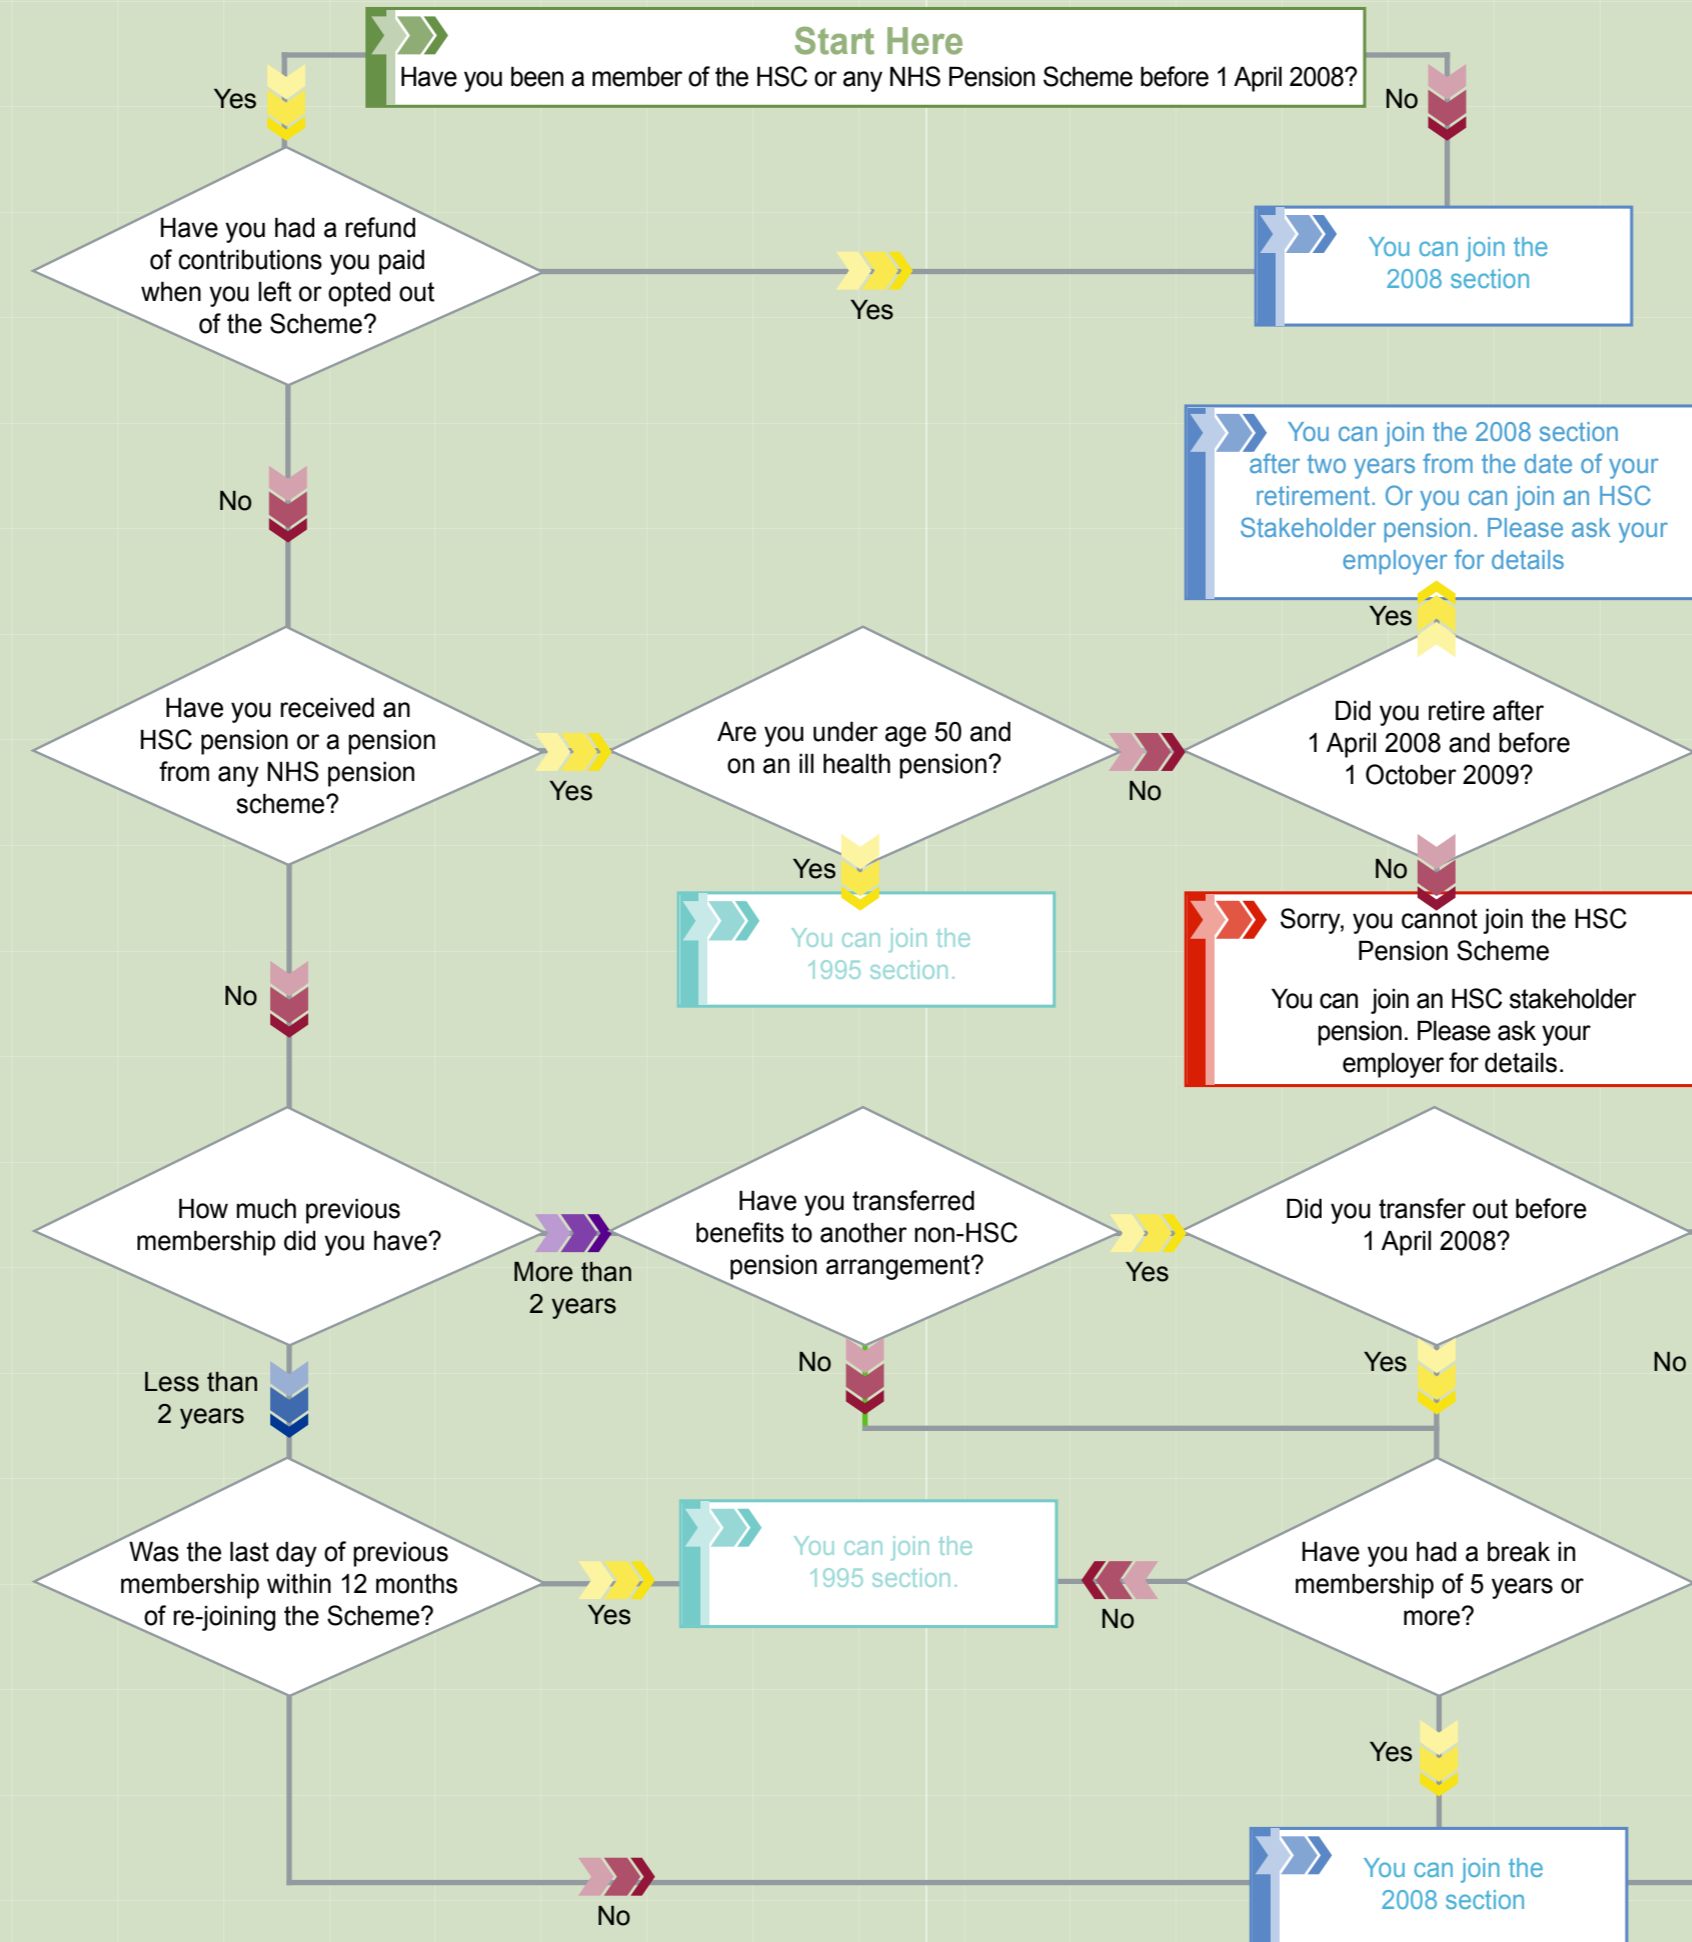 Start Here
Have you been a member of the HSC or any NHS Pension Scheme before 1 April 2008?
Yes
No
Have you had a refund
of contributions you paid
when you left or opted out
of the Scheme?
Yes
You can join the
2008 section
No
You can join the 2008 section
after two years from the date of your
retirement. Or you can join an HSC
Stakeholder pension. Please ask your
employer for details
Yes
Have you received an
HSC pension or a pension
from any NHS pension
scheme?
Yes
Are you under age 50 and
on an ill health pension?
No
Did you retire after
1 April 2008 and before
1 October 2009?
Yes
You can join the
1995 section.
No
Sorry, you cannot join the HSC
Pension Scheme
You can join an HSC stakeholder
pension. Please ask your
employer for details.
No
How much previous
membership did you have?
More than
2 years
Have you transferred
benefits to another non-HSC
pension arrangement?
Yes
Did you transfer out before
1 April 2008?
Less than
2 years
No
Yes
No
Was the last day of previous
membership within 12 months
of re-joining the Scheme?
Yes
You can join the
1995 section.
No
Have you had a break in
membership of 5 years or
more?
Yes
No
You can join the
2008 section